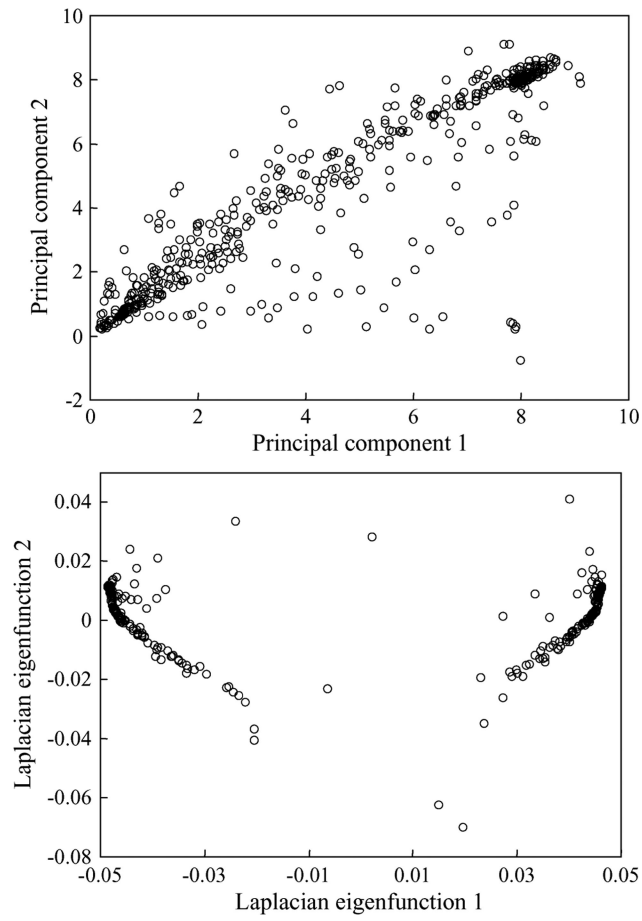 10
8
6
4
2
0
-2
Principal component 2
0 2 4 6 8 10
Principal component 1
0.04
0.02
0
-0.02
-0.04
-0.06
-0.08
Laplacian eigenfunction 2
-0.05 -0.03 -0.01 0.01 0.03 0.05
Laplacian eigenfunction 1